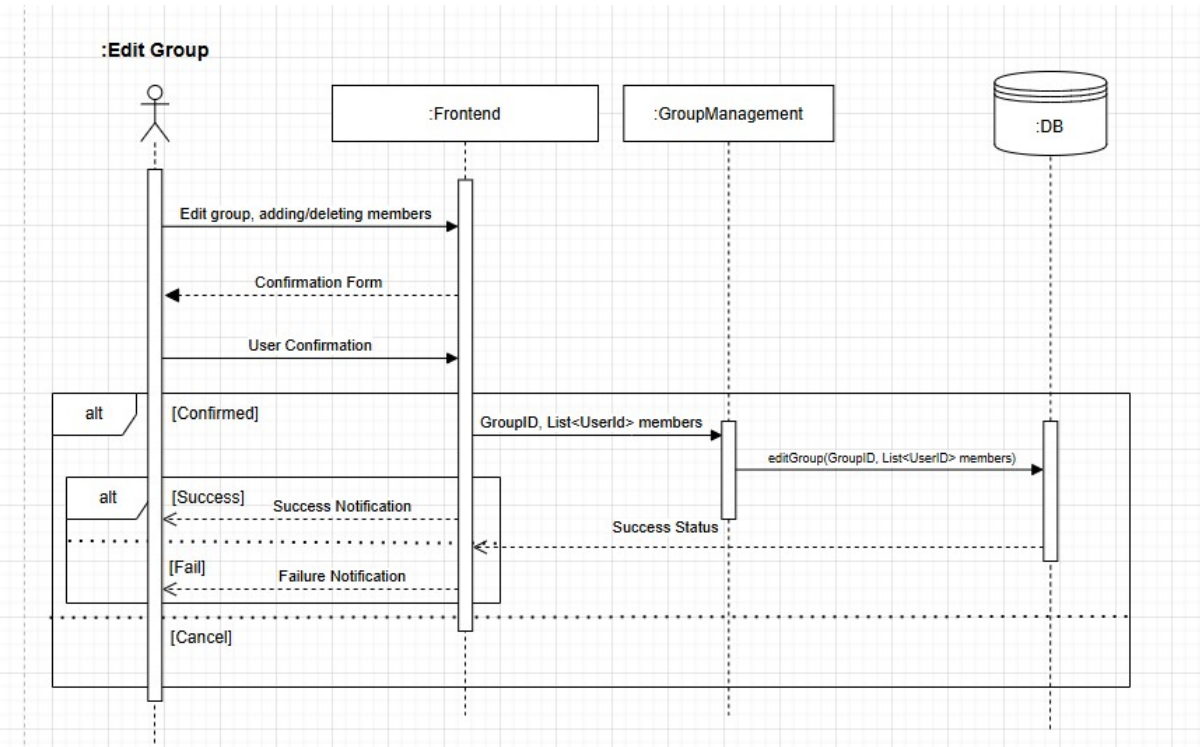 :Edit Group
:Frontend
:GroupManagement
:DB
Edit group, adding/deleting members
Confirmation Form
User Confirmation
alt
[Confirmed]
GroupID, List<UserId> members
editGroup(GroupID, List<UserID> members)
alt
[Success]
Success Notification
Success Status
[Fail]
Failure Notification
[Cancel]